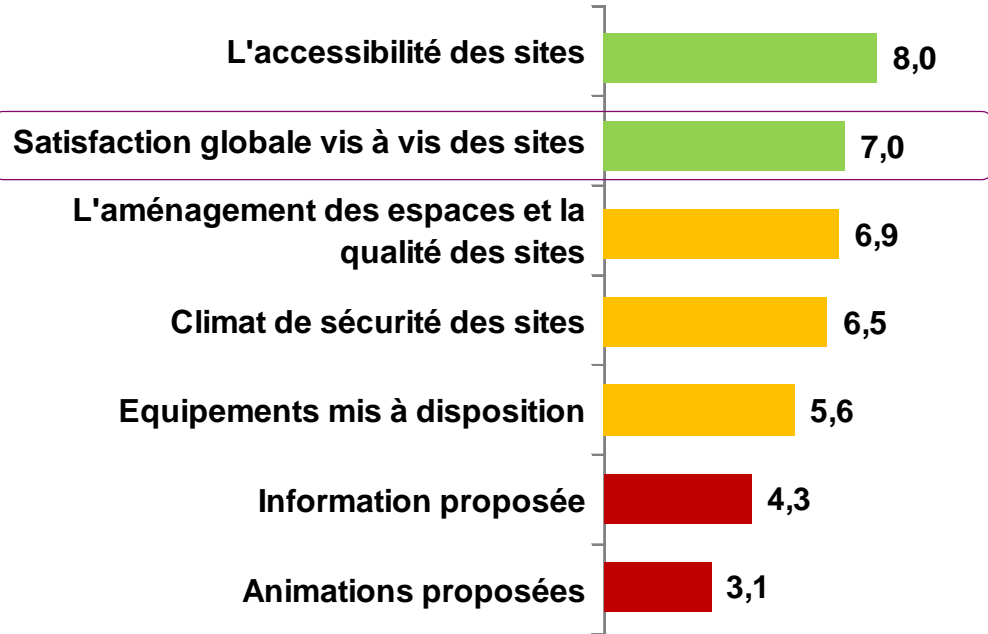 L'accessibilité des sites 8,0
Satisfaction globale vis à vis des sites 7,0
L'aménagement des espaces et la
qualité des sites 6,9
Climat de sécurité des sites 6,5
Equipements mis à disposition 5,6
Information proposée 4,3
Animations proposées 3,1